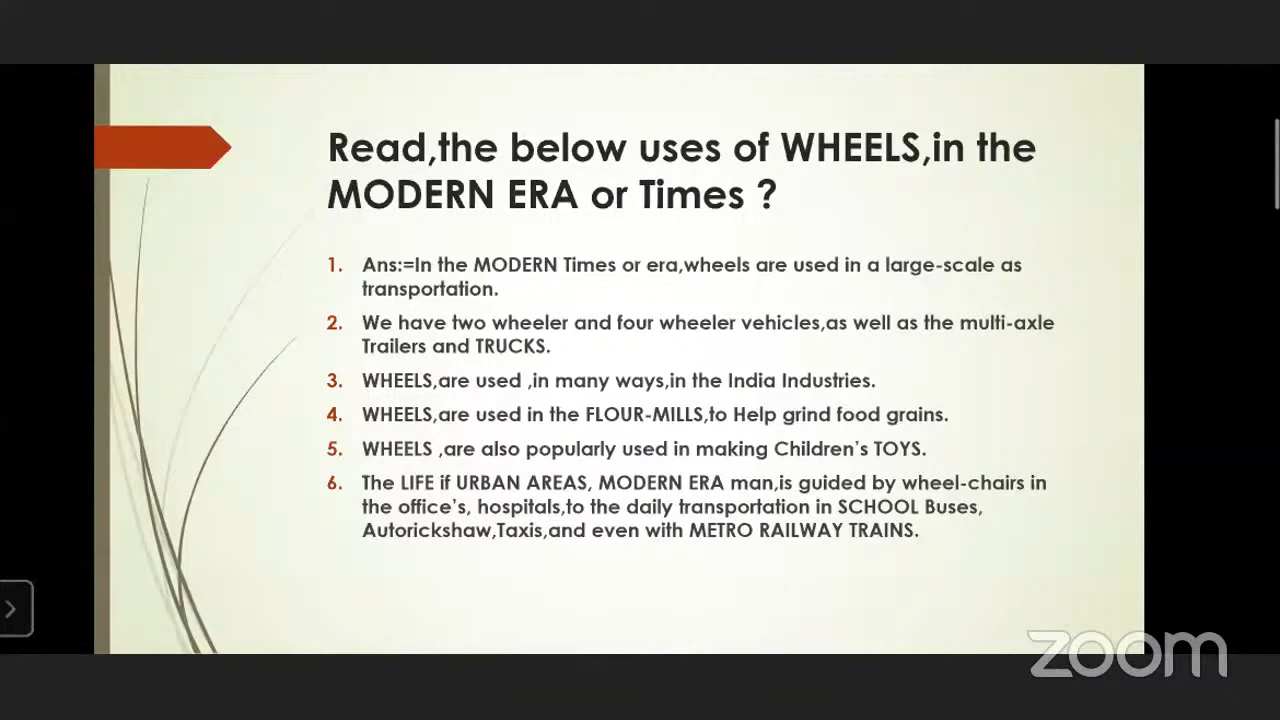 Read,the below uses of WHEELS,in the
MODERN ERA or Times ?
1. Ans:=In the MODERN Times or era,wheels are used in a large-scale as
transportation.
2. We have two wheeler and four wheeler vehicles,as well as the multi-axle
Trailers and TRUCKS.
3. WHEELS,are used ,in many ways,in the India Industries.
4. WHEELS,are used in the FLOUR-MILLS,to Help grind food grains.
5. WHEELS ,are also popularly used in making Children's TOYS.
6. The LIFE if URBAN AREAS, MODERN ERA man,is guided by wheel-chairs in
the office's, hospitals,to the daily transportation in SCHOOL Buses,
Autorickshaw,Taxis,and even with METRO RAILWAY TRAINS.
zoom